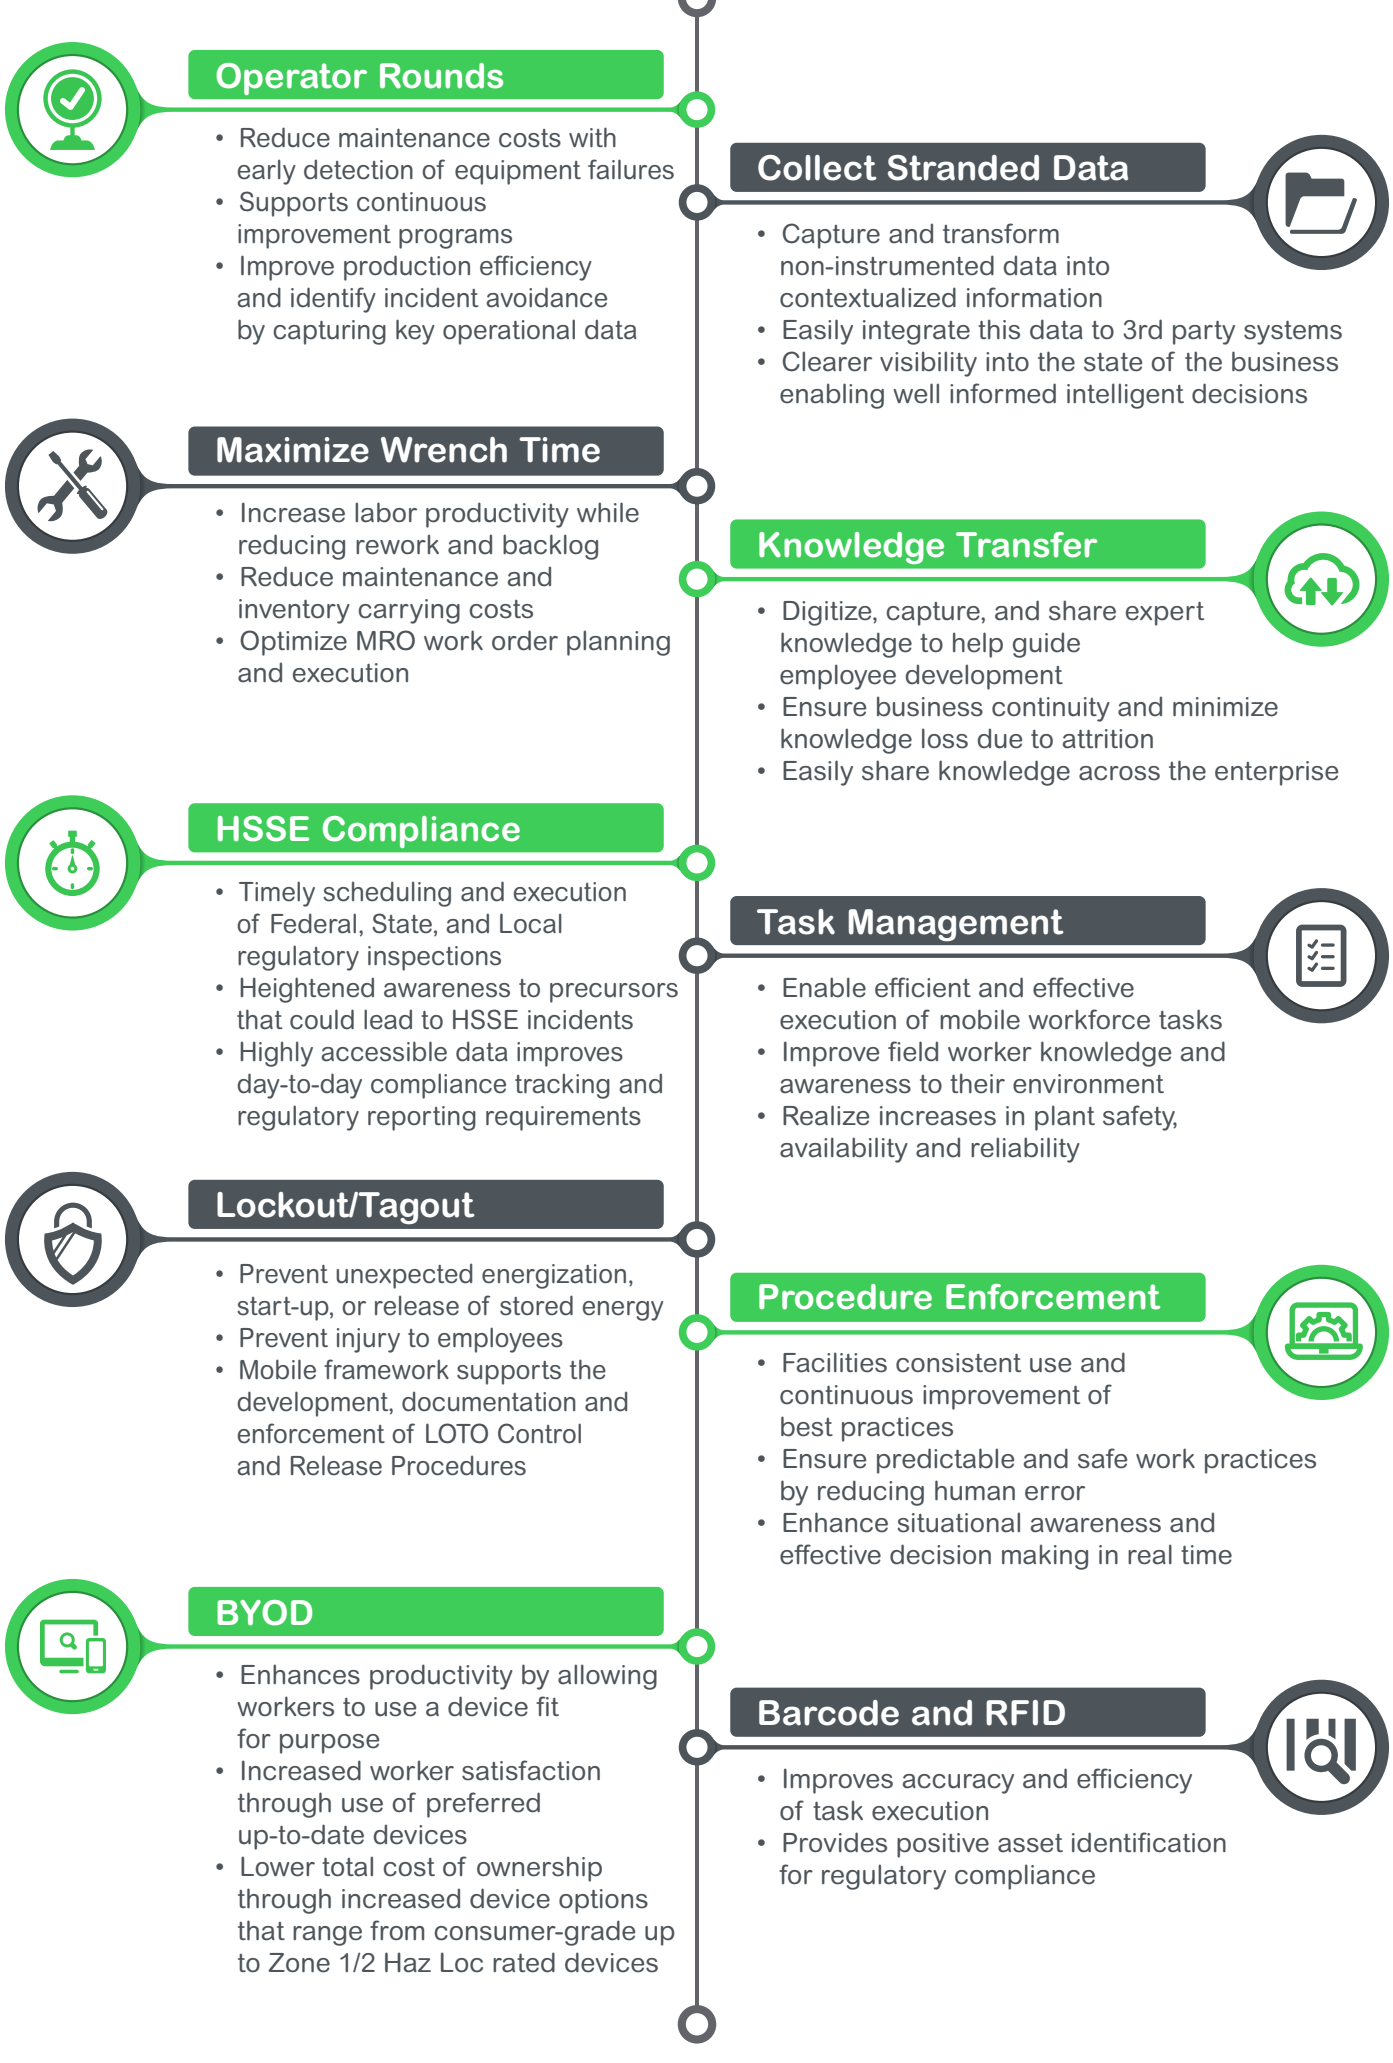 Operator Rounds
• Reduce maintenance costs with
early detection of equipment failures
• Supports continuous
improvement programs
• Improve production efficiency
and identify incident avoidance
by capturing key operational data
Collect Stranded Data
• Capture and transform
non-instrumented data into
contextualized information
• Easily integrate this data to 3rd party systems
• Clearer visibility into the state of the business
enabling well informed intelligent decisions
Maximize Wrench Time
• Increase labor productivity while
reducing rework and backlog
• Reduce maintenance and
inventory carrying costs
• Optimize MRO work order planning
and execution
Knowledge Transfer
• Digitize, capture, and share expert
knowledge to help guide
employee development
• Ensure business continuity and minimize
knowledge loss due to attrition
• Easily share knowledge across the enterprise
HSSE Compliance
• Timely scheduling and execution
of Federal, State, and Local
regulatory inspections
• Heightened awareness to precursors
that could lead to HSSE incidents
• Highly accessible data improves
day-to-day compliance tracking and
regulatory reporting requirements
Task Management
• Enable efficient and effective
execution of mobile workforce tasks
• Improve field worker knowledge and
awareness to their environment
• Realize increases in plant safety,
availability and reliability
Lockout/Tagout
• Prevent unexpected energization,
start-up, or release of stored energy
• Prevent injury to employees
• Mobile framework supports the
development, documentation and
enforcement of LOTO Control
and Release Procedures
Procedure Enforcement
• Facilities consistent use and
continuous improvement of
best practices
• Ensure predictable and safe work practices
by reducing human error
• Enhance situational awareness and
effective decision making in real time
BYOD
• Enhances productivity by allowing
workers to use a device fit
for purpose
• Increased worker satisfaction
through use of preferred
up-to-date devices
• Lower total cost of ownership
through increased device options
that range from consumer-grade up
to Zone 1/2 Haz Loc rated devices
Barcode and RFID
• Improves accuracy and efficiency
of task execution
• Provides positive asset identification
for regulatory compliance